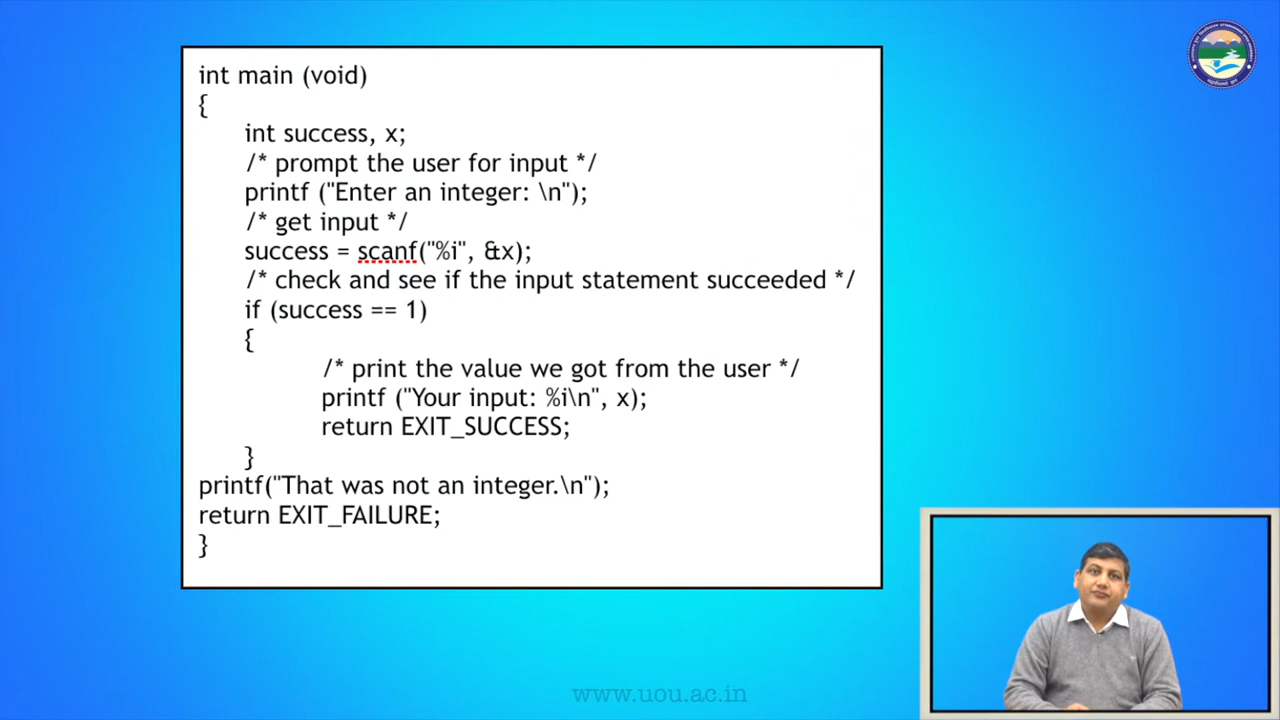 int main (void)
{
int success, x;
/* prompt the user for input */
printf ("Enter an integer: \n");
/* get input */
success = scanf("%i", &x);
/* check and see if the input statement succeeded */
if (success == 1)
{
/* print the value we got from the user */
printf ("Your input: %i\n", x);
return EXIT_SUCCESS;
}
printf("That was not an integer.\n");
return EXIT_FAILURE;
}
www.uou.ac.in